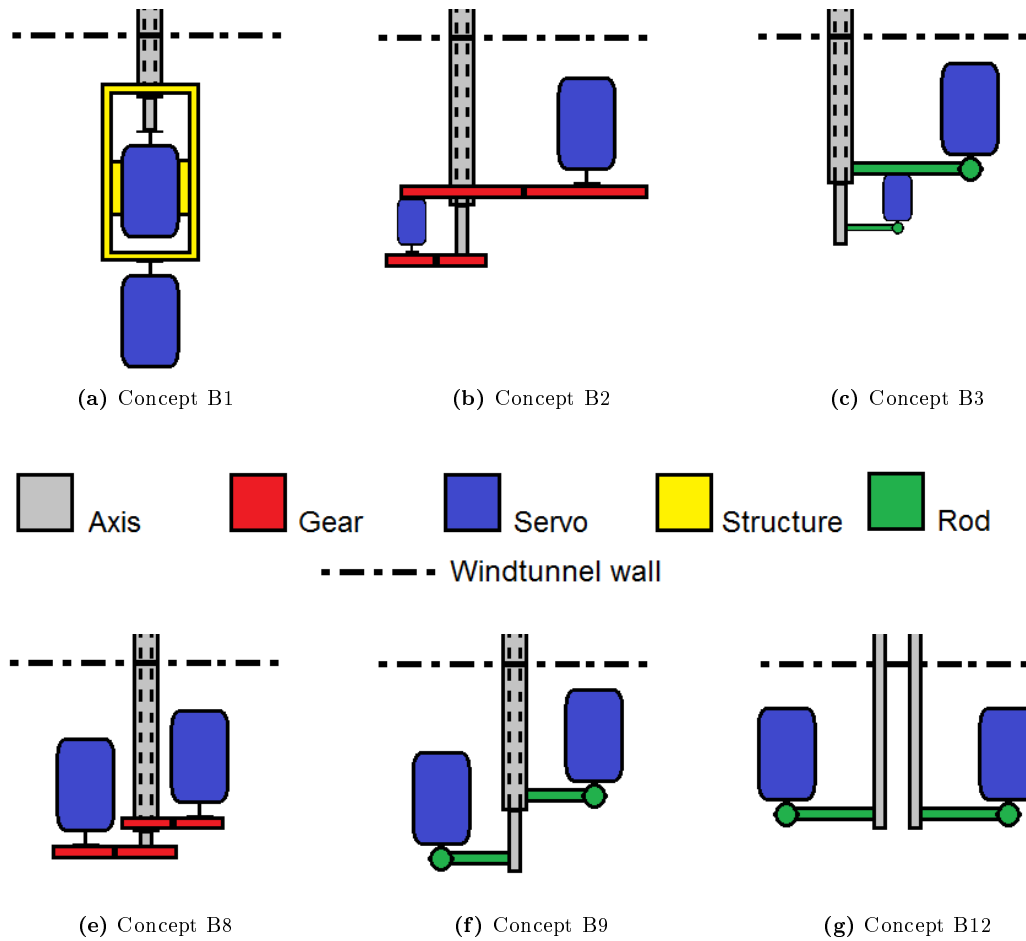 (a) Concept B1
(b) Concept B2
(c) Concept B3
Axis
Gear
Servo
Structure
Rod
Windtunnel wall
(e) Concept B8
(f) Concept B9
(g) Concept B12